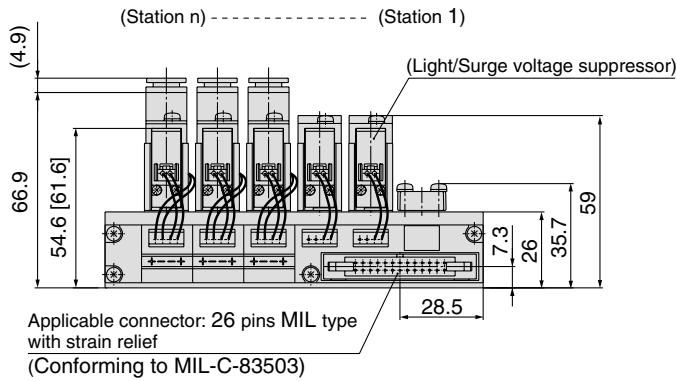 (Station n) (Station 1)
(4.9)
(Light/Surge voltage suppressor)
66.9
54.6 [61.6]
7.3
26
35.7
59
28.5
Applicable connector: 26 pins MIL type
with strain relief
(Conforming to MIL-C-83503)